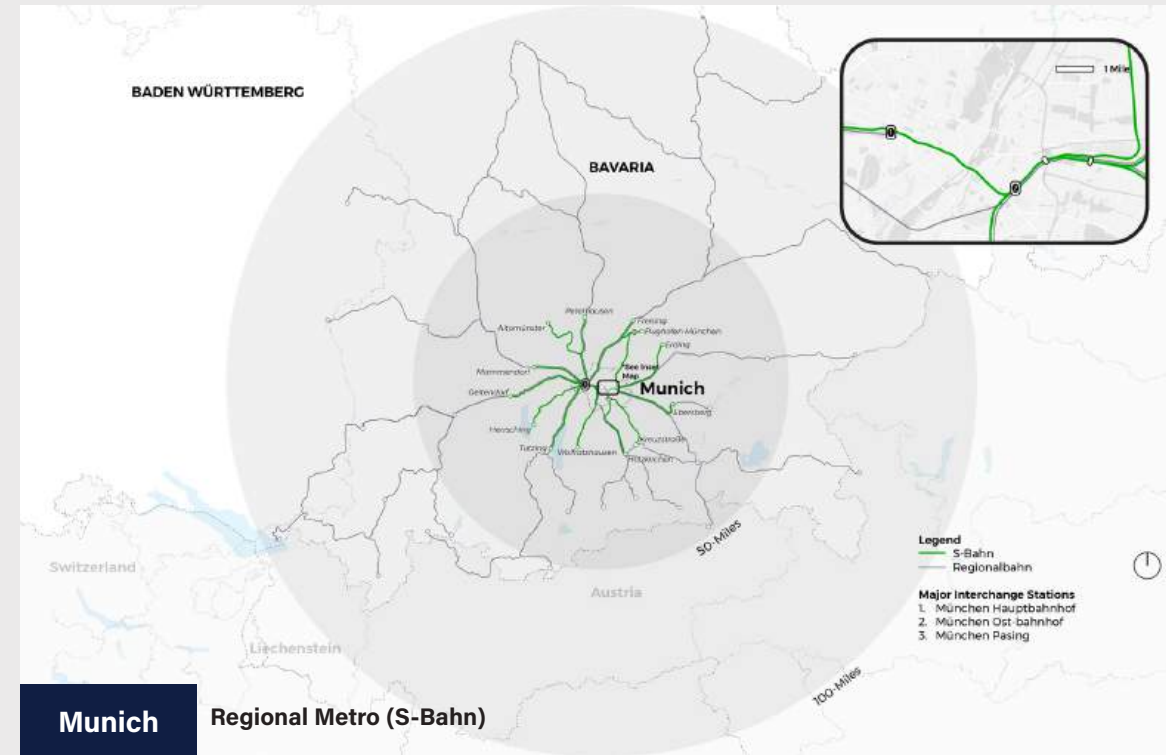 BADEN WÜRTTEMBERG
BAVARIA
1 Mile
1
2
Petershausen
Altomünster
Freising
Flughafen München
Erding
Mammendorf
*See Inset
Map
Munich
Geltendorf
Ebersberg
Herrsching
Kreuzstraße
Tutzing
Wolfratshausen
Holzkirchen
50-Miles
Legend
S-Bahn
Regionalbahn
Switzerland
Austria
Major Interchange Stations
1. München Hauptbahnhof
2. München Ost-bahnhof
3. München Pasing
Liechenstein
100-Miles
Munich
Regional Metro (S-Bahn)